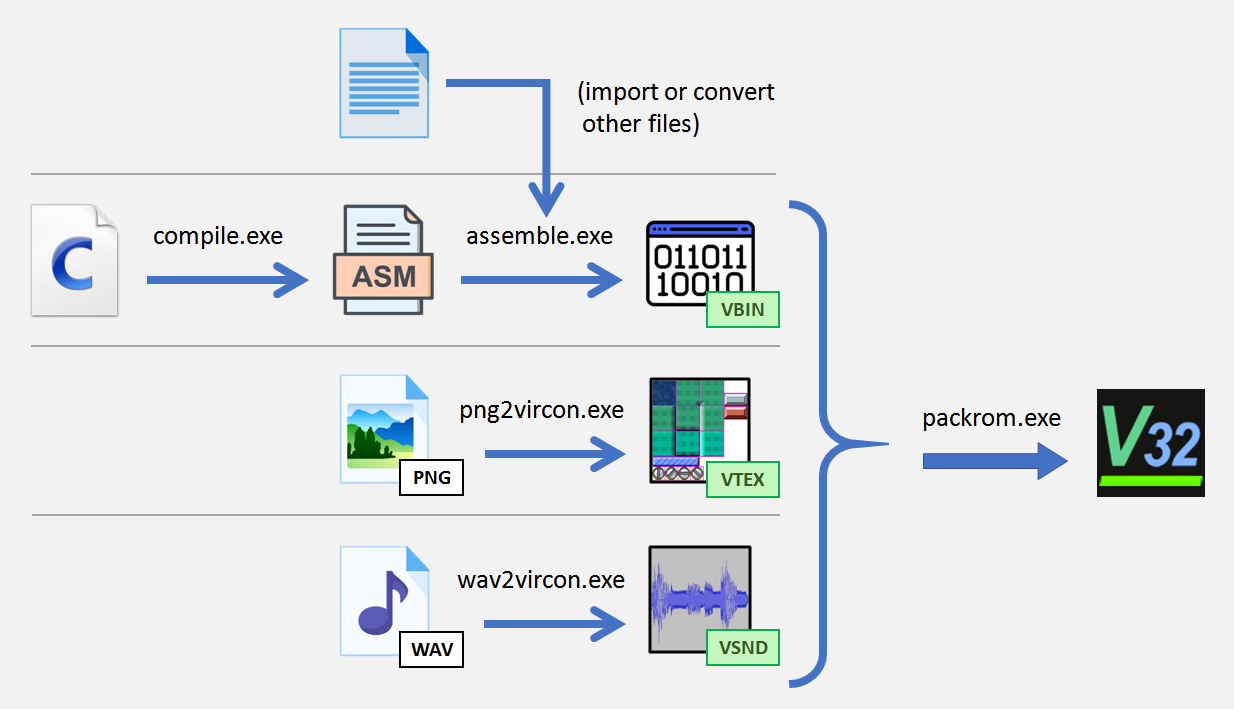 (import or convert
other files)
C
compile.exe
ASM
assemble.exe
011011
10010
VBIN
PNG
png2vircon.exe
VTEX
packrom.exe
V32
WAV
wav2vircon.exe
VSND